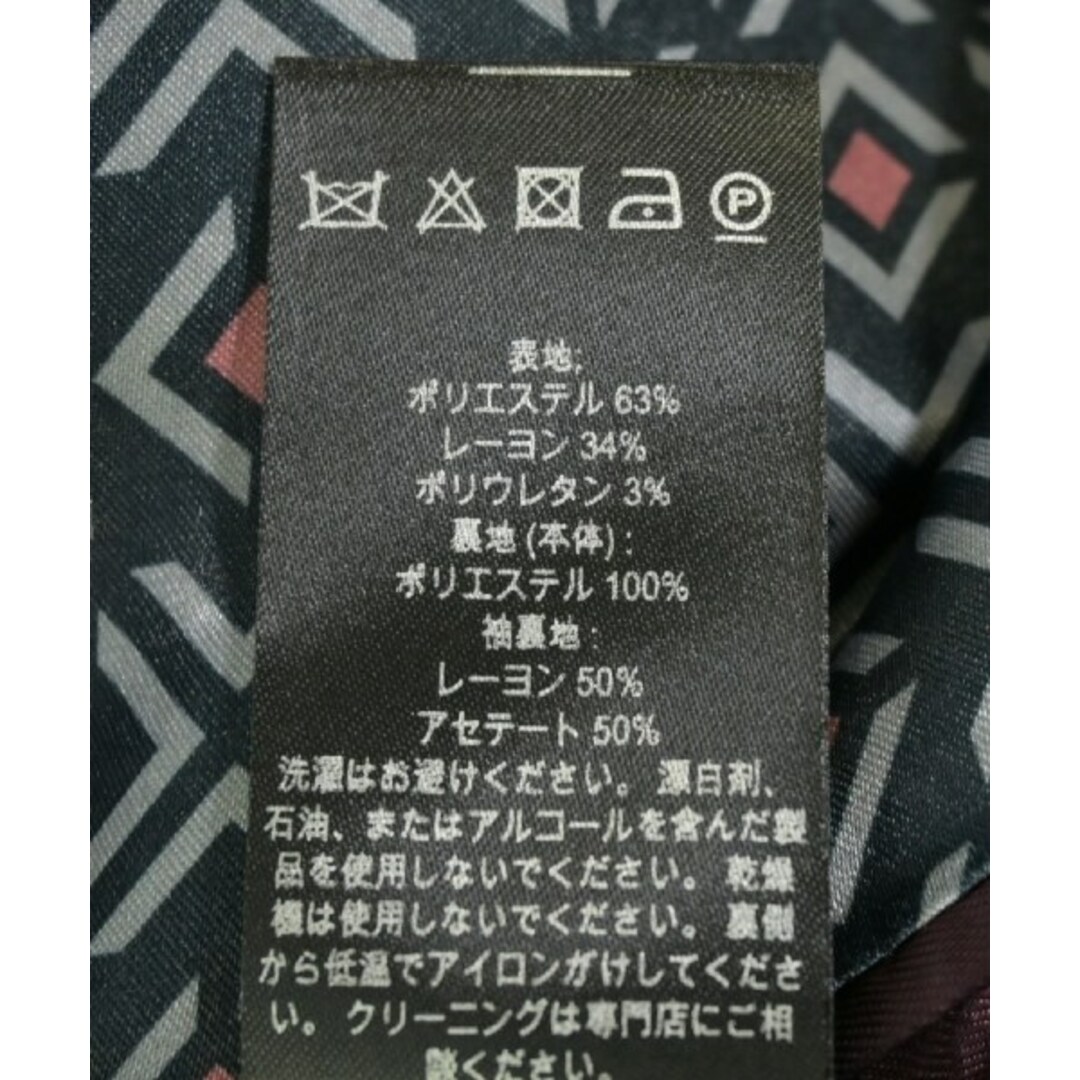 P
表地:
ポリエステル 63%
レーヨン 34%
ポリウレタン 3%
裏地 (本体) :
ポリエステル 100%
袖裏地 :
レーヨン 50%
アセテート 50%
洗濯はお避けください。 漂白剤、
石油、またはアルコールを含んだ製
品を使用しないでください。 乾燥
機は使用しないでください。 裏側
から低温でアイロンがけしてくださ
い。 クリーニングは専門店にご相
談ください。